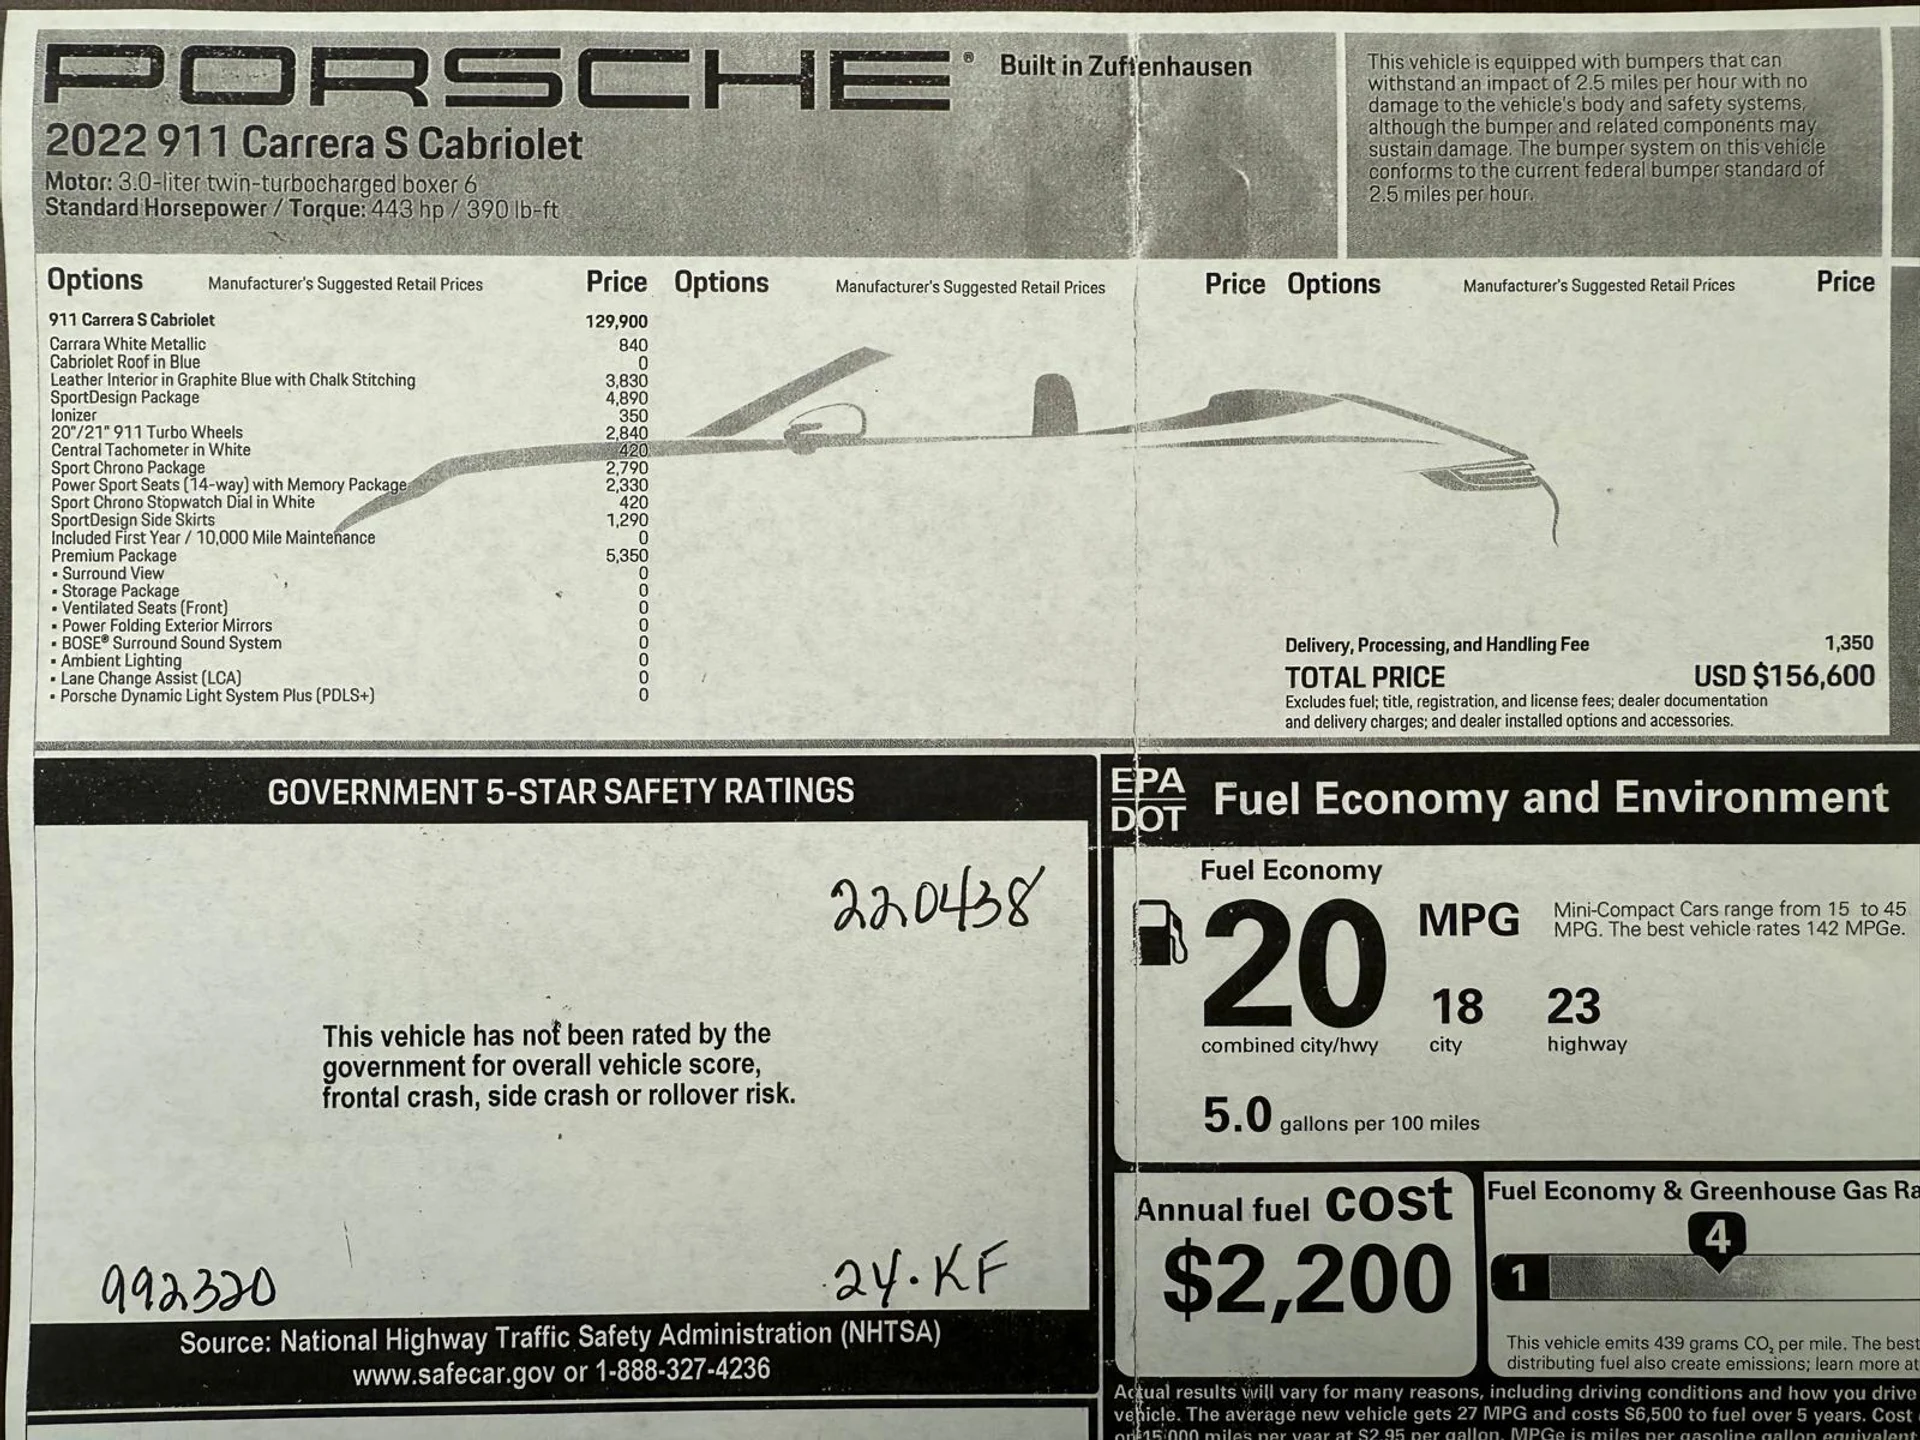 PORSCHE® Built in Zuffenhausen
2022 911 Carrera S Cabriolet
Motor: 3.0-liter twin-turbocharged boxer 6
Standard Horsepower / Torque: 443 hp / 390 lb-ft
This vehicle is equipped with bumpers that can
withstand an impact of 2.5 miles per hour with no
damage to the vehicle's body and safety systems,
although the bumper and related components may
sustain damage. The bumper system on this vehicle
conforms to the current federal bumper standard of
2.5 miles per hour.
Options Manufacturer's Suggested Retail Prices Price Options Manufacturer's Suggested Retail Prices Price Options Manufacturer's Suggested Retail Prices Price
911 Carrera S Cabriolet 129,900
Carrara White Metallic 840
Cabriolet Roof in Blue 0
Leather Interior in Graphite Blue with Chalk Stitching 3,830
SportDesign Package 4,890
Ionizer 350
20"/21" 911 Turbo Wheels 2,840
Central Tachometer in White 420
Sport Chrono Package 2,790
Power Sport Seats (14-way) with Memory Package 2,330
Sport Chrono Stopwatch Dial in White 420
SportDesign Side Skirts 1,290
Included First Year / 10,000 Mile Maintenance 0
Premium Package 5,350
▪ Surround View 0
▪ Storage Package 0
▪ Ventilated Seats (Front) 0
▪ Power Folding Exterior Mirrors 0
▪ BOSE® Surround Sound System 0
▪ Ambient Lighting 0
▪ Lane Change Assist (LCA) 0
▪ Porsche Dynamic Light System Plus (PDLS+) 0
Delivery, Processing, and Handling Fee 1,350
TOTAL PRICE USD $156,600
Excludes fuel; title, registration, and license fees; dealer documentation
and delivery charges; and dealer installed options and accessories.
GOVERNMENT 5-STAR SAFETY RATINGS
220438
This vehicle has not been rated by the
government for overall vehicle score,
frontal crash, side crash or rollover risk.
992320 24.KF
Source: National Highway Traffic Safety Administration (NHTSA)
www.safecar.gov or 1-888-327-4236
EPA
DOT
Fuel Economy and Environment
Fuel Economy
20 MPG
Mini-Compact Cars range from 15 to 45
MPG. The best vehicle rates 142 MPGe.
18 23
combined city/hwy city highway
5.0 gallons per 100 miles
Annual fuel cost
$2,200
Fuel Economy & Greenhouse Gas Ra
4
1
This vehicle emits 439 grams CO₂ per mile. The best
distributing fuel also create emissions; learn more at
Actual results will vary for many reasons, including driving conditions and how you drive
vehicle. The average new vehicle gets 27 MPG and costs $6,500 to fuel over 5 years. Cost
on 15,000 miles per year at $2.95 per gallon. MPGe is miles per gasoline gallon equivalent